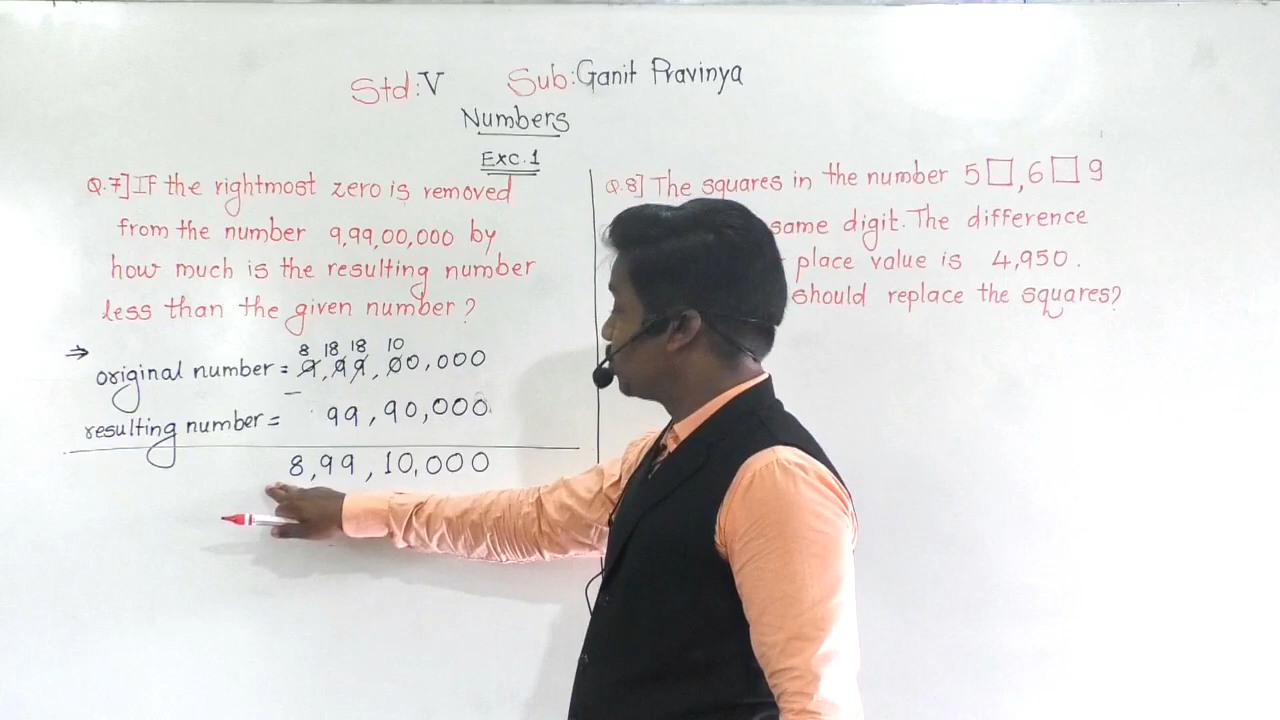 Std:V Sub:Ganit Pravinya
Numbers
Exc.1
Q.7] If the rightmost zero is removed
from the number 9,99,00,000 by
how much is the resulting number
less than the given number?
⇒ 8 18 18 10
original number = 9,99,00,000
−
resulting number = 99,90,000
8,99,10,000
Q.8] The squares in the number 5□,6□9
same digit. The difference
place value is 4,950.
should replace the squares?